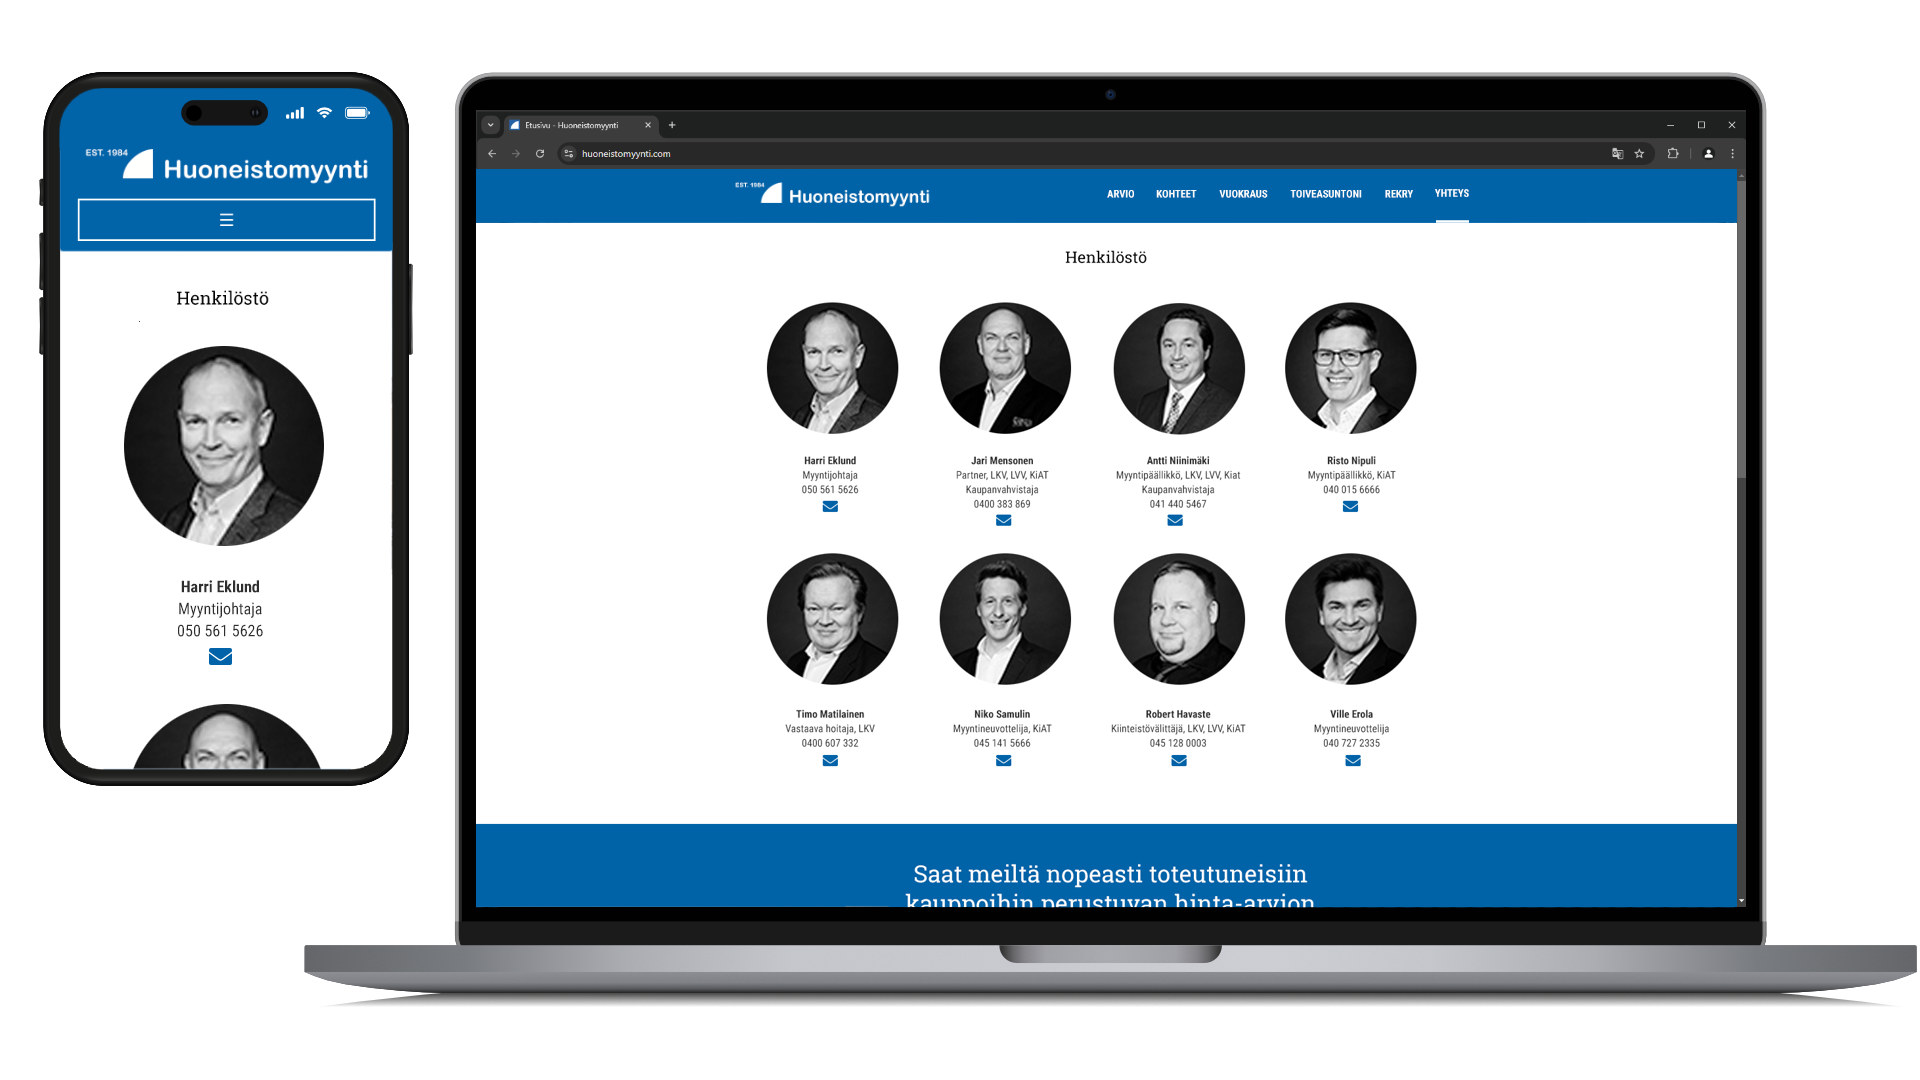 EST. 1984
Huoneistomyynti
Henkilöstö
Harri Eklund
Myyntijohtaja
050 561 5626
Etusivu - Huoneistomyynti
huoneistomyynti.com
EST. 1984
Huoneistomyynti
ARVIO KOHTEET VUOKRAUS TOIVEASUNTONI REKRY YHTEYS
Henkilöstö
Harri Eklund
Myyntijohtaja
050 561 5626
Jari Mensonen
Partner, LKV, LVV, KiAT
Kaupanvahvistaja
0400 383 869
Antti Niinimäki
Myyntipäällikkö, LKV, LVV, Kiat
Kaupanvahvistaja
041 440 5467
Risto Nipuli
Myyntipäällikkö, KiAT
040 015 6666
Timo Matilainen
Vastaava hoitaja, LKV
0400 607 332
Niko Samulin
Myyntineuvottelija, KiAT
045 141 5666
Robert Havaste
Kiinteistövälittäjä, LKV, LVV, KiAT
045 128 0003
Ville Erola
Myyntineuvottelija
040 727 2335
Saat meiltä nopeasti toteutuneisiin
kauppoihin perustuvan hinta-arvion